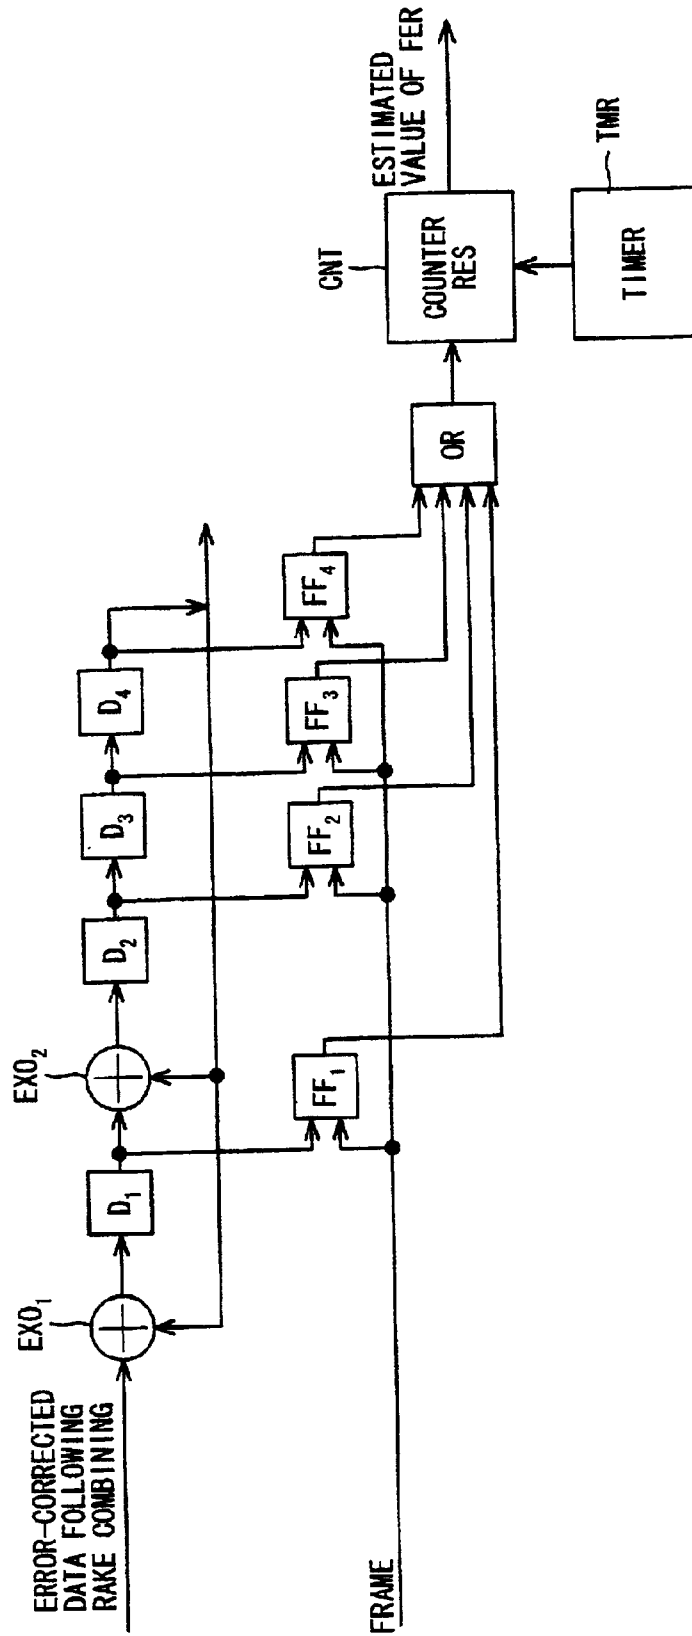 ERROR-CORRECTED
DATA FOLLOWING
RAKE COMBINING
EXO₁
D₁
EXO₂
D₂
D₃
D₄
FRAME
FF₁
FF₂
FF₃
FF₄
OR
CNT
COUNTER
RES
ESTIMATED
VALUE OF FER
TIMER
TMR